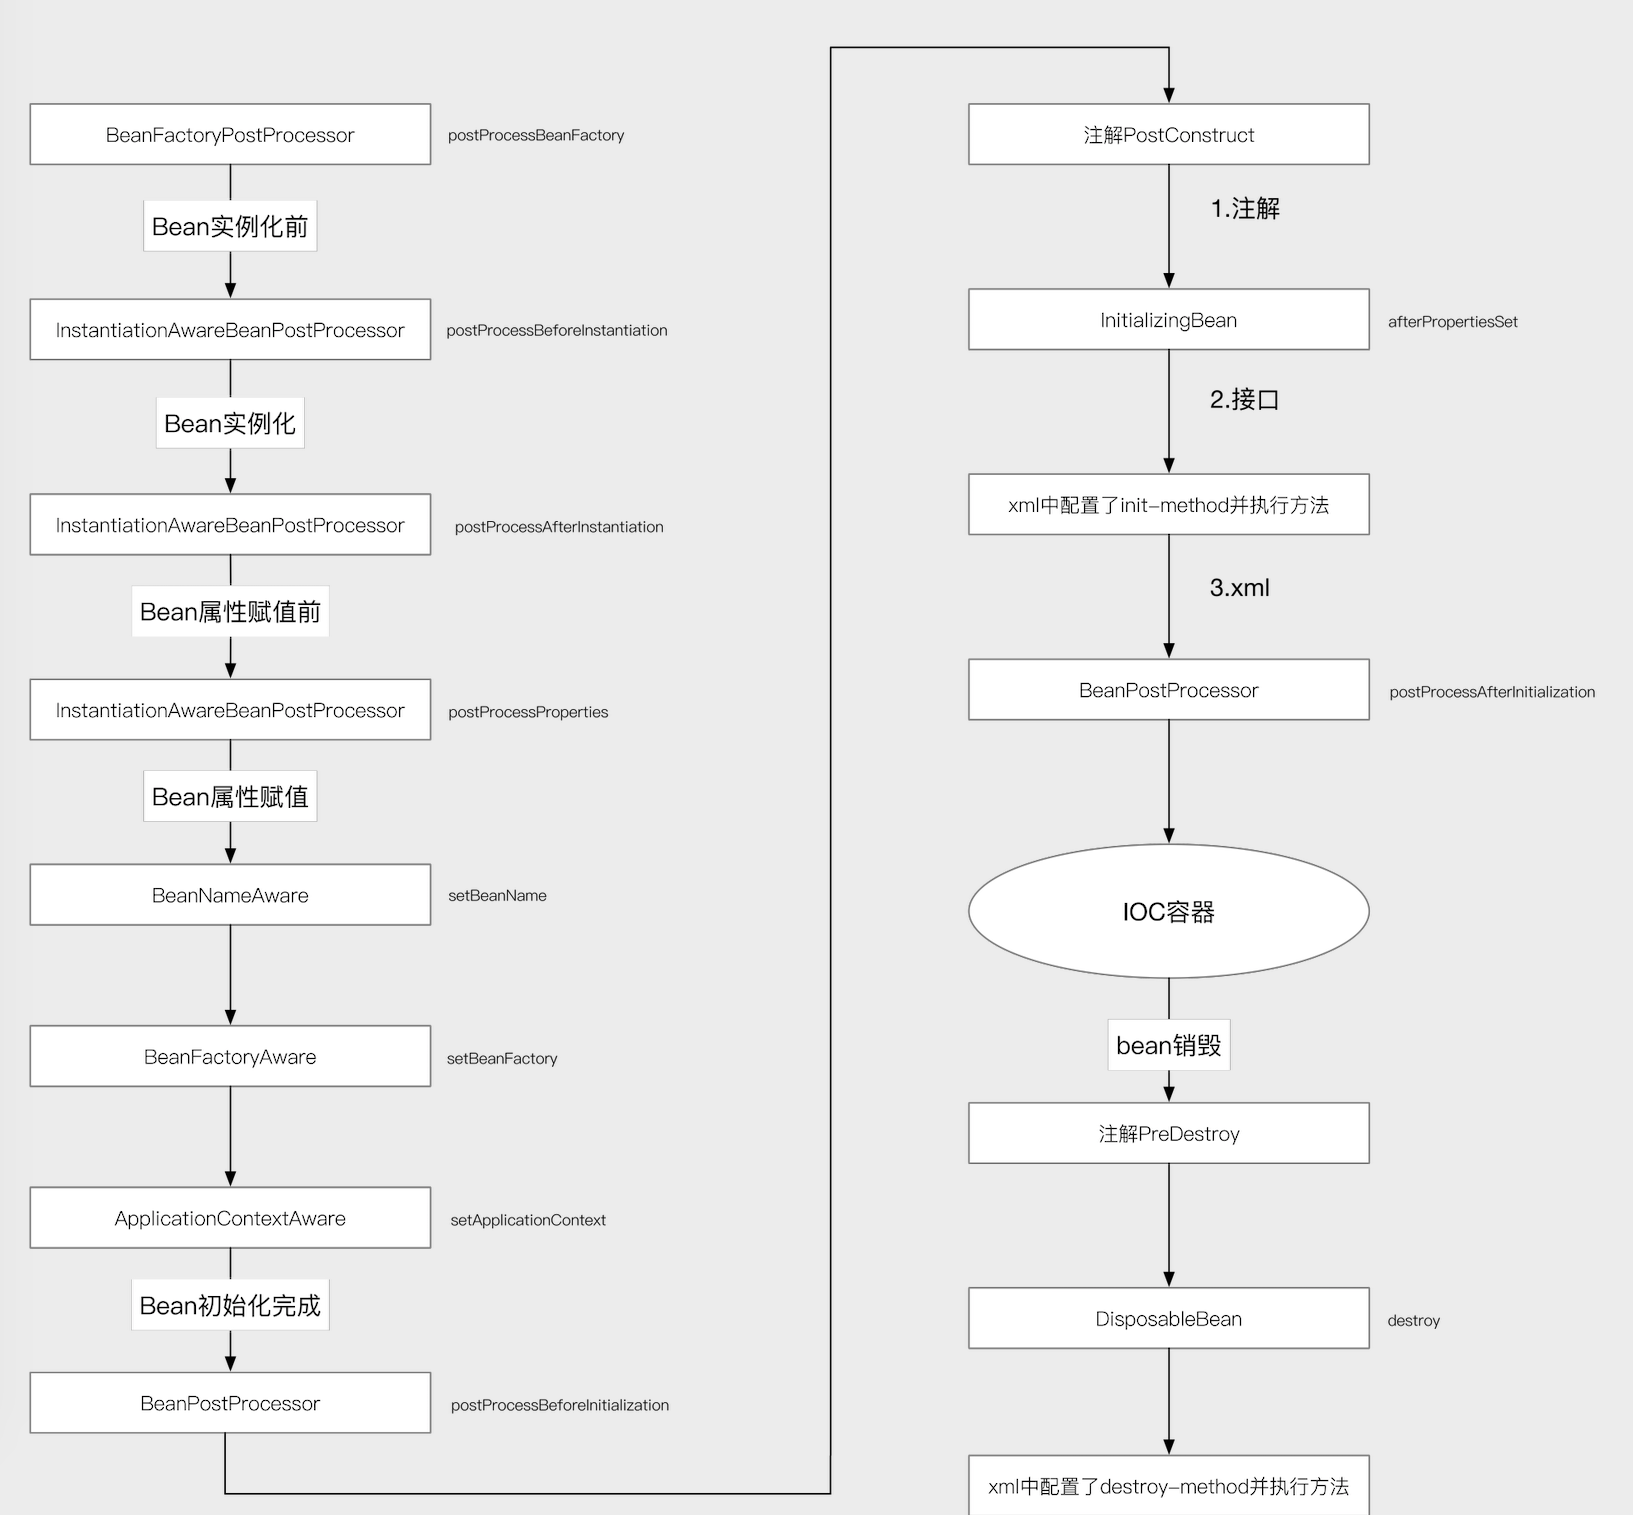 BeanFactoryPostProcessor
postProcessBeanFactory
Bean实例化前
InstantiationAwareBeanPostProcessor
postProcessBeforeInstantiation
Bean实例化
InstantiationAwareBeanPostProcessor
postProcessAfterInstantiation
Bean属性赋值前
InstantiationAwareBeanPostProcessor
postProcessProperties
Bean属性赋值
BeanNameAware
setBeanName
BeanFactoryAware
setBeanFactory
ApplicationContextAware
setApplicationContext
Bean初始化完成
BeanPostProcessor
postProcessBeforeInitialization
注解PostConstruct
1.注解
InitializingBean
afterPropertiesSet
2.接口
xml中配置了init-method并执行方法
3.xml
BeanPostProcessor
postProcessAfterInitialization
IOC容器
bean销毁
注解PreDestroy
DisposableBean
destroy
xml中配置了destroy-method并执行方法